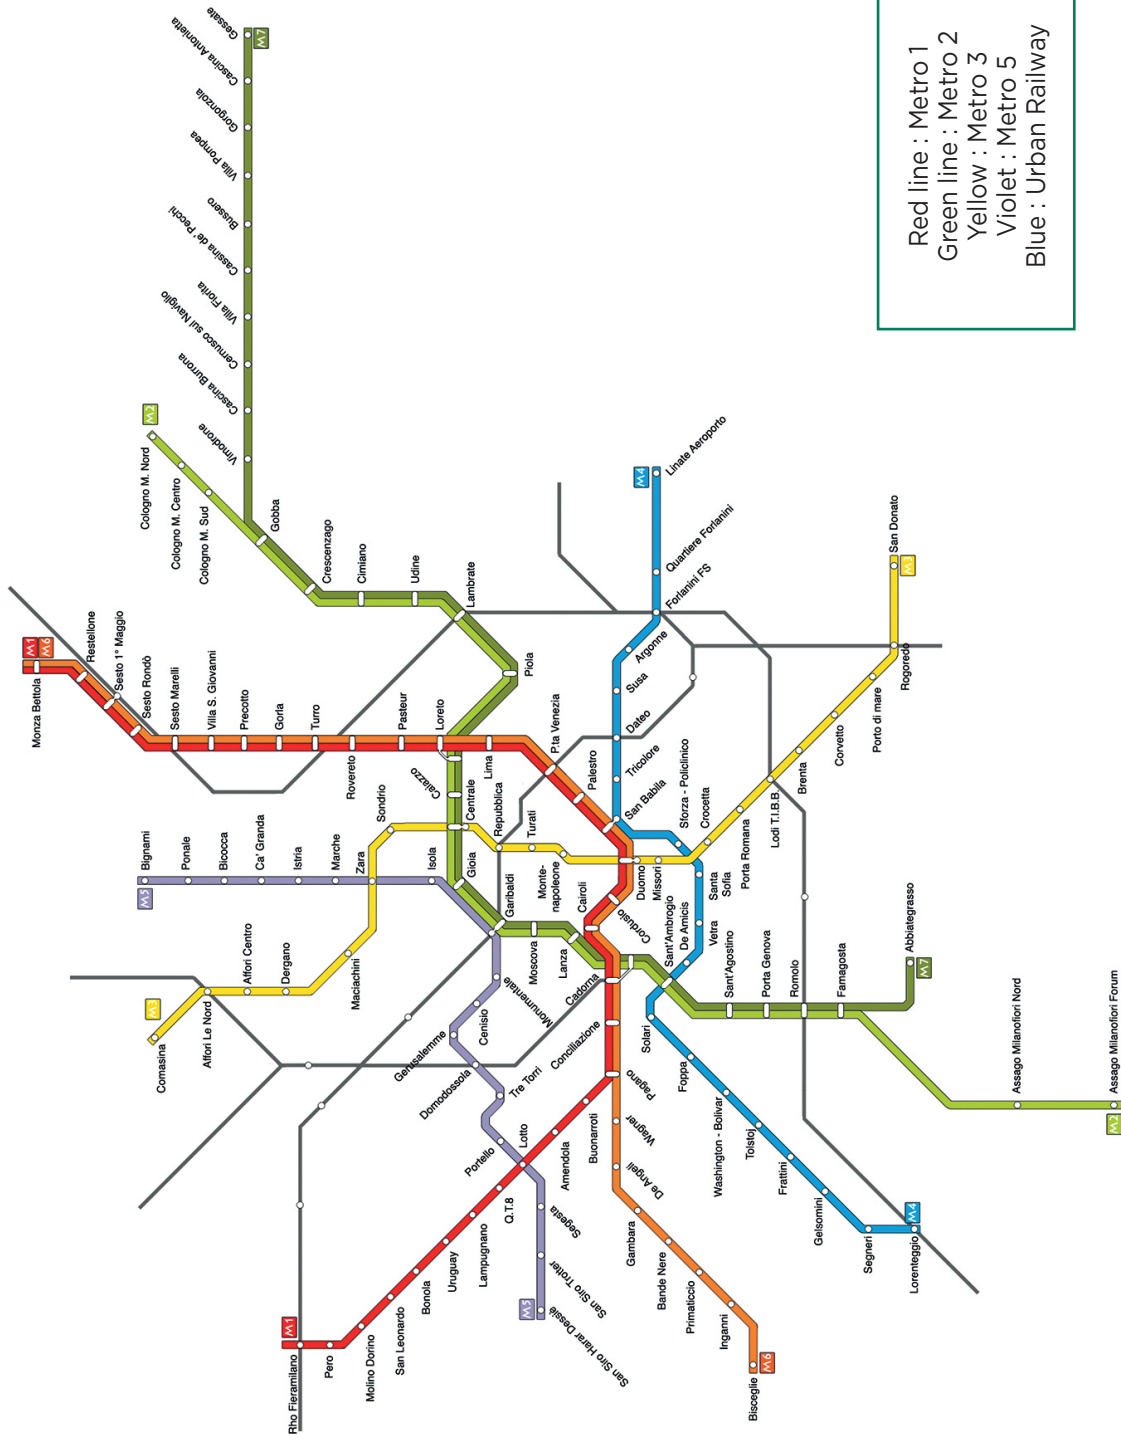 Red line : Metro 1
Green line : Metro 2
Yellow : Metro 3
Violet : Metro 5
Blue : Urban Railway
M1
Rho Fieramilano
Pero
Molino Dorino
San Leonardo
Bonola
Uruguay
Lampugnano
Q.T.8
Lotto
Amendola
Buonarroti
Pagano
Conciliazione
Cadorna
Cairoli
Cordusio
Duomo
San Babila
Palestro
P.ta Venezia
Lima
Loreto
Pasteur
Rovereto
Turro
Gorla
Precotto
Villa S. Giovanni
Sesto Marelli
Sesto Rondò
Sesto 1° Maggio
Restellone
Monza Bettola
M1
M6
M6
Bisceglie
Inganni
Primaticcio
Bande Nere
Gambara
De Angeli
Wagner
M5
San Siro Harar Dessiè
San Siro Trotter
Segesta
Portello
Tre Torri
Domodossola
Gerusalemme
Cenisio
Monumentale
Garibaldi
Isola
Zara
Marche
Istria
Ca' Granda
Bicocca
Ponale
Bignami
M5
M3
Comasina
Affori Le Nord
Affori Centro
Dergano
Maciachini
Sondrio
Centrale
Repubblica
Turati
Monte-
napoleone
Missori
Crocetta
Porta Romana
Lodi T.I.B.B.
Brenta
Corvetto
Porto di mare
Rogoredo
San Donato
M3
M2
Cologno M. Nord
Cologno M. Centro
Cologno M. Sud
M7
Gessate
Cascina Antonietta
Gorgonzola
Villa Pompea
Bussero
Cassina de' Pecchi
Villa Fiorita
Cernusco sul Naviglio
Cascina Burrona
Vimodrone
Gobba
Crescenzago
Cimiano
Udine
Lambrate
Piola
Caiazzo
Gioia
Moscova
Lanza
Sant'Ambrogio
Sant'Agostino
Porta Genova
Romolo
Famagosta
Abbiategrasso
M7
Assago Milanofiori Nord
Assago Milanofiori Forum
M2
M4
Lorenteggio
Segneri
Gelsomini
Frattini
Tolstoj
Washington - Bolivar
Foppa
Solari
De Amicis
Vetra
Santa
Sofia
Sforza - Policlinico
Tricolore
Dateo
Susa
Argonne
Forlanini FS
Quartiere Forlanini
Linate Aeroporto
M4